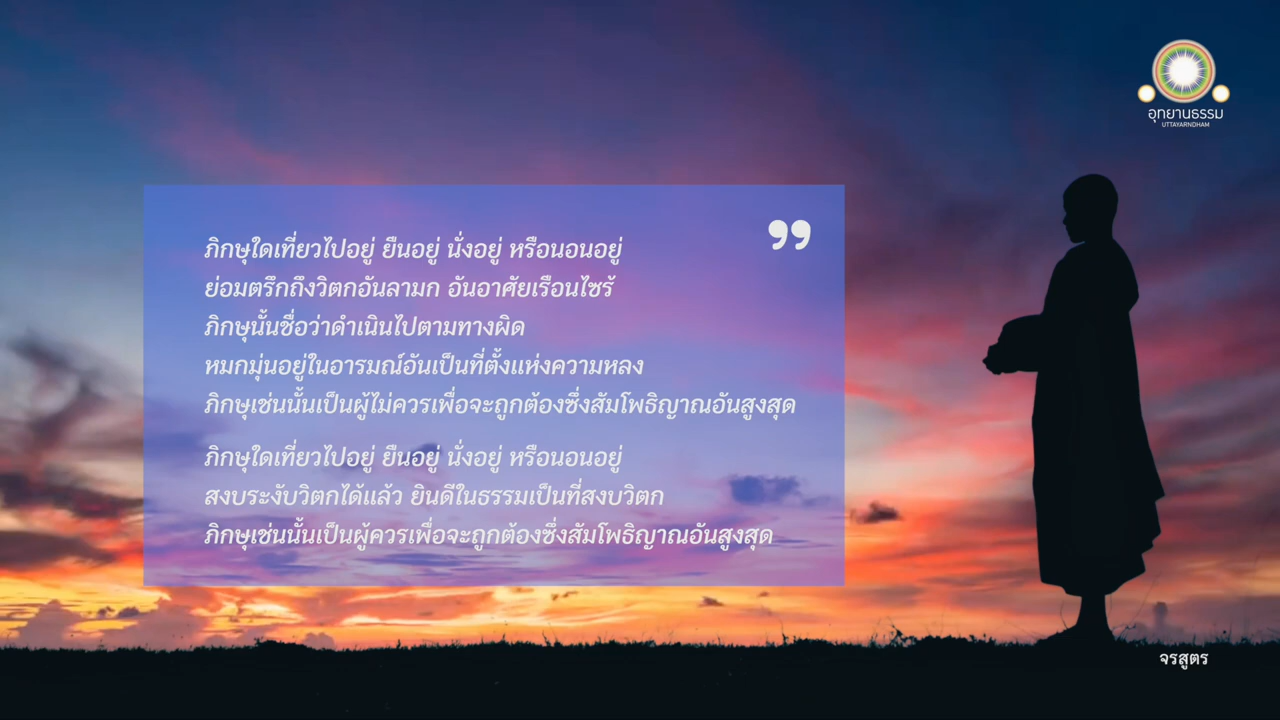 อุทยานธรรม
UTTAYARNDHAM
ภิกษุใดเที่ยวไปอยู่ ยืนอยู่ นั่งอยู่ หรือนอนอยู่
ย่อมตรึกถึงวิตกอันลามก อันอาศัยเรือนไซร้
ภิกษุนั้นชื่อว่าดำเนินไปตามทางผิด
หมกมุ่นอยู่ในอารมณ์อันเป็นที่ตั้งแห่งความหลง
ภิกษุเช่นนั้นเป็นผู้ไม่ควรเพื่อจะถูกต้องซึ่งสัมโพธิญาณอันสูงสุด
ภิกษุใดเที่ยวไปอยู่ ยืนอยู่ นั่งอยู่ หรือนอนอยู่
สงบระงับวิตกได้แล้ว ยินดีในธรรมเป็นที่สงบวิตก
ภิกษุเช่นนั้นเป็นผู้ควรเพื่อจะถูกต้องซึ่งสัมโพธิญาณอันสูงสุด
จรสูตร